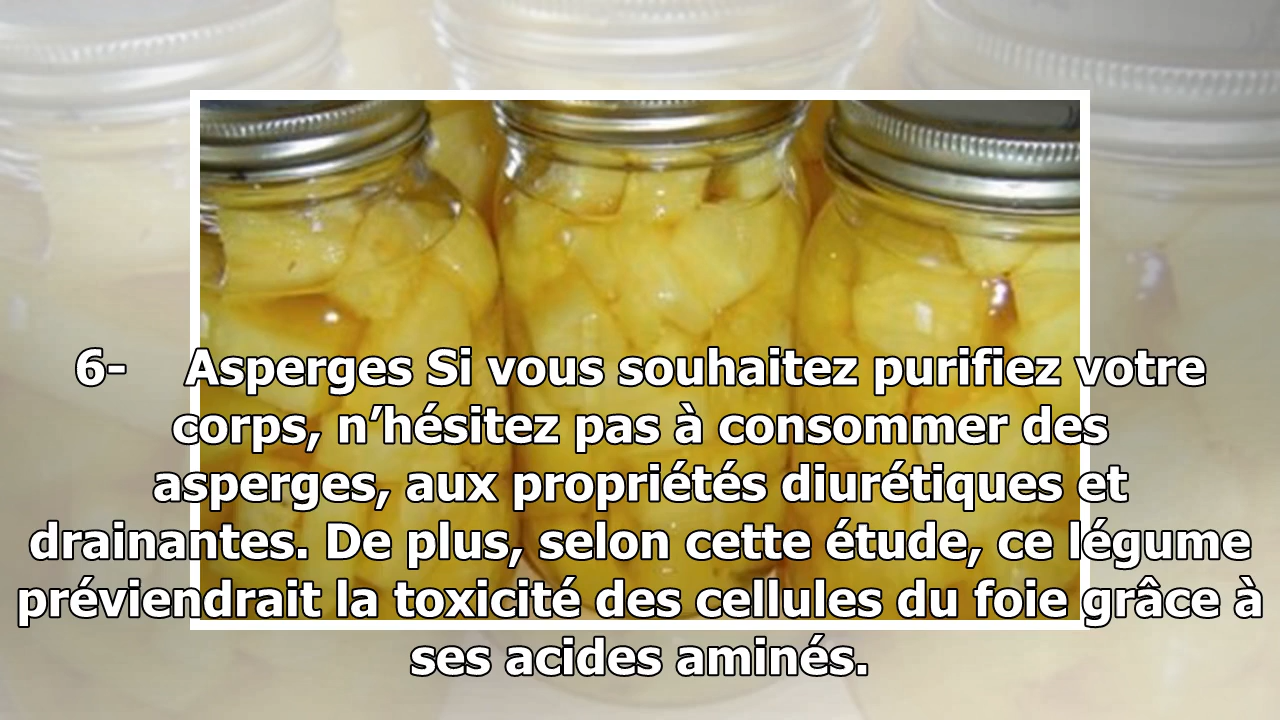 6- Asperges Si vous souhaitez purifiez votre
corps, n’hésitez pas à consommer des
asperges, aux propriétés diurétiques et
drainantes. De plus, selon cette étude, ce légume
préviendrait la toxicité des cellules du foie grâce à
ses acides aminés.